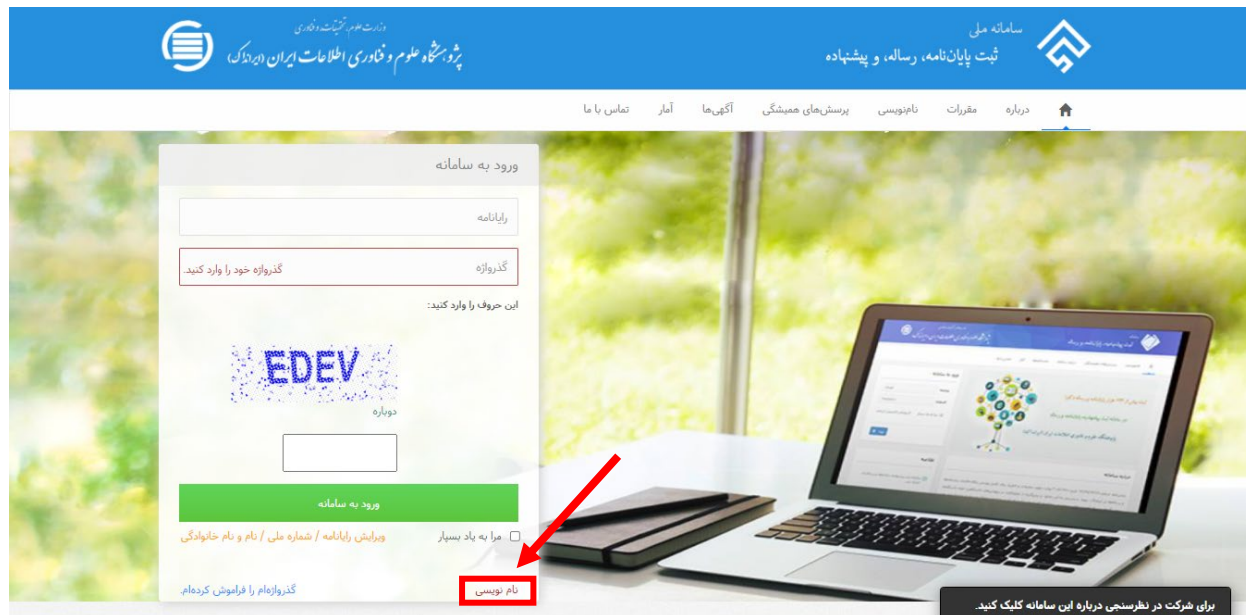 سامانه ملی
ثبت پایان‌نامه، رساله، و پیشنهاده
وزارت علوم، تحقیقات و فناوری
پژوهشگاه علوم و فناوری اطلاعات ایران (ایرانداک)
درباره مقررات نام‌نویسی پرسش‌های همیشگی آگهی‌ها آمار تماس با ما
ورود به سامانه
رایانامه
گذرواژه
گذرواژه خود را وارد کنید.
این حروف را وارد کنید:
EDEV
دوباره
ورود به سامانه
مرا به یاد بسپار
ویرایش رایانامه / شماره ملی / نام و نام خانوادگی
نام نویسی
گذرواژه‌ام را فراموش کرده‌ام.
برای شرکت در نظرسنجی درباره این سامانه کلیک کنید.